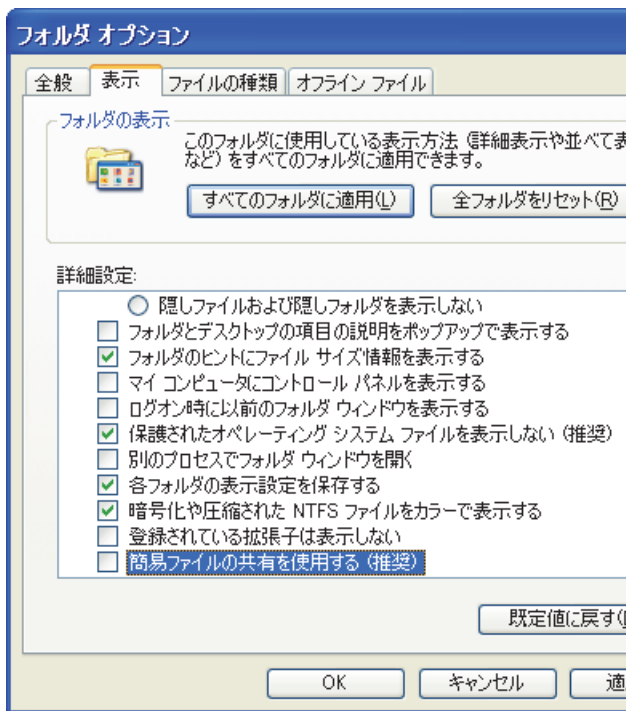 フォルダ オプション
全般 表示 ファイルの種類 オフライン ファイル
フォルダの表示
このフォルダに使用している表示方法 (詳細表示や並べて表
など) をすべてのフォルダに適用できます。
すべてのフォルダに適用(L) 全フォルダをリセット(R)
詳細設定:
隠しファイルおよび隠しフォルダを表示しない
フォルダとデスクトップの項目の説明をポップアップで表示する
フォルダのヒントにファイル サイズ情報を表示する
マイ コンピュータにコントロール パネルを表示する
ログオン時に以前のフォルダ ウィンドウを表示する
保護されたオペレーティング システム ファイルを表示しない (推奨)
別のプロセスでフォルダ ウィンドウを開く
各フォルダの表示設定を保存する
暗号化や圧縮された NTFS ファイルをカラーで表示する
登録されている拡張子は表示しない
簡易ファイルの共有を使用する (推奨)
既定値に戻す(
OK キャンセル 適